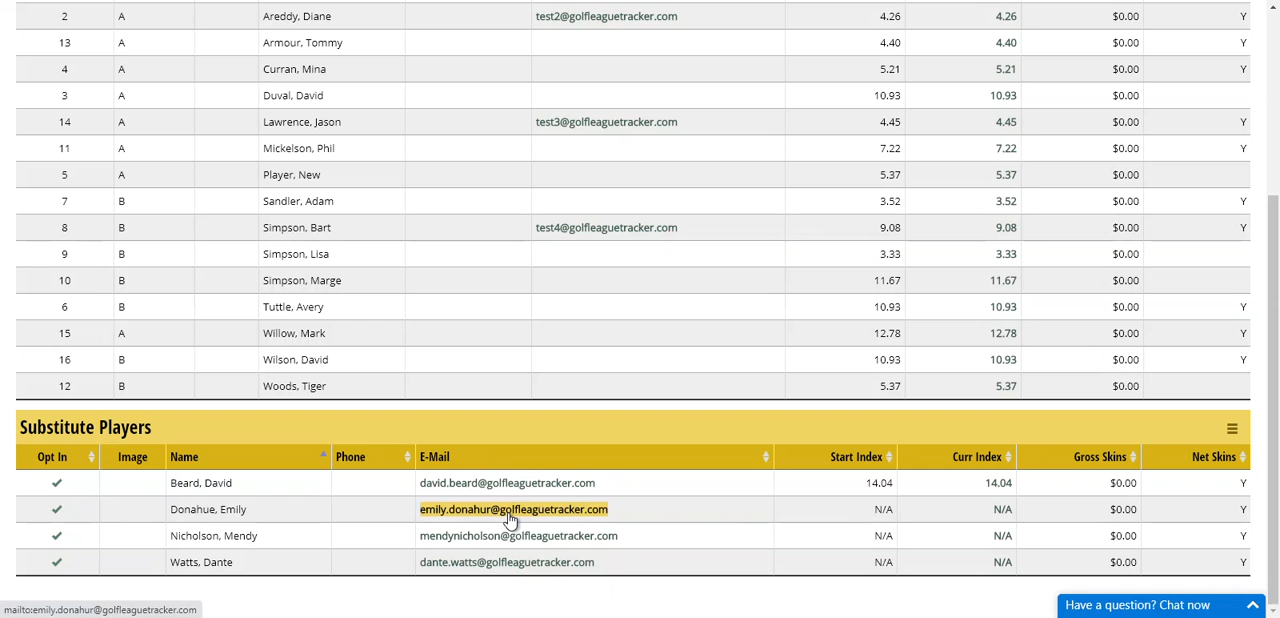 2 A Areddy, Diane test2@golfleaguetracker.com 4.26 4.26 $0.00 Y
13 A Armour, Tommy 4.40 4.40 $0.00 Y
4 A Curran, Mina 5.21 5.21 $0.00 Y
3 A Duval, David 10.93 10.93 $0.00
14 A Lawrence, Jason test3@golfleaguetracker.com 4.45 4.45 $0.00 Y
11 A Mickelson, Phil 7.22 7.22 $0.00 Y
5 A Player, New 5.37 5.37 $0.00
7 B Sandler, Adam 3.52 3.52 $0.00 Y
8 B Simpson, Bart test4@golfleaguetracker.com 9.08 9.08 $0.00 Y
9 B Simpson, Lisa 3.33 3.33 $0.00
10 B Simpson, Marge 11.67 11.67 $0.00
6 B Tuttle, Avery 10.93 10.93 $0.00 Y
15 A Willow, Mark 12.78 12.78 $0.00 Y
16 B Wilson, David 10.93 10.93 $0.00 Y
12 B Woods, Tiger 5.37 5.37 $0.00
Substitute Players
Opt In Image Name Phone E-Mail Start Index Curr Index Gross Skins Net Skins
Beard, David david.beard@golfleaguetracker.com 14.04 14.04 $0.00 Y
Donahue, Emily emily.donahur@golfleaguetracker.com N/A N/A $0.00 Y
Nicholson, Mendy mendynicholson@golfleaguetracker.com N/A N/A $0.00 Y
Watts, Dante dante.watts@golfleaguetracker.com N/A N/A $0.00 Y
mailto:emily.donahur@golfleaguetracker.com
Have a question? Chat now